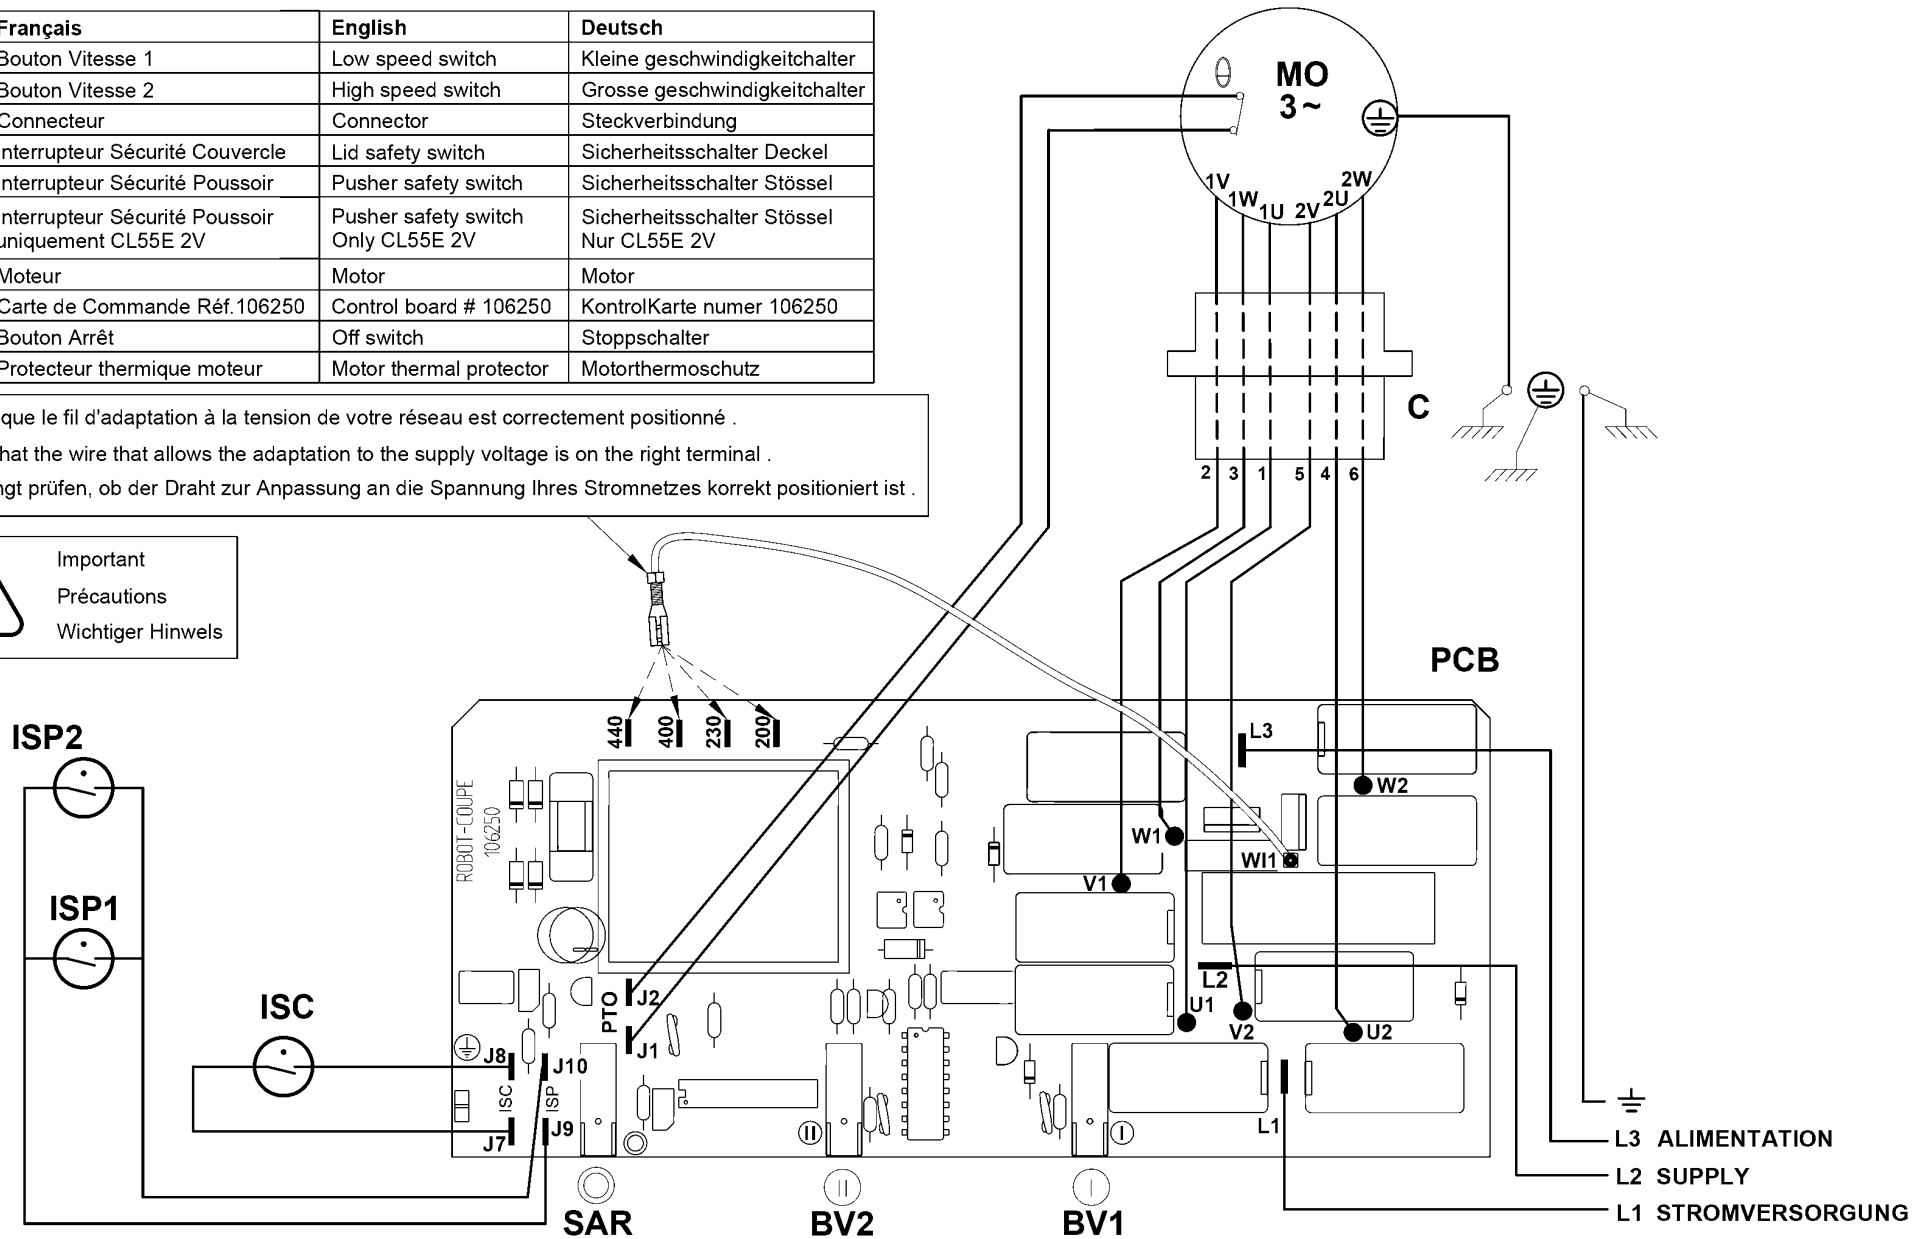 Français English Deutsch
Bouton Vitesse 1 Low speed switch Kleine geschwindigkeitchalter
Bouton Vitesse 2 High speed switch Grosse geschwindigkeitchalter
Connecteur Connector Steckverbindung
nterrupteur Sécurité Couvercle Lid safety switch Sicherheitsschalter Deckel
nterrupteur Sécurité Poussoir Pusher safety switch Sicherheitsschalter Stössel
nterrupteur Sécurité Poussoir Pusher safety switch Sicherheitsschalter Stössel
uniquement CL55E 2V Only CL55E 2V Nur CL55E 2V
Moteur Motor Motor
Carte de Commande Réf.106250 Control board # 106250 KontrolKarte numer 106250
Bouton Arrêt Off switch Stoppschalter
Protecteur thermique moteur Motor thermal protector Motorthermoschutz
que le fil d'adaptation à la tension de votre réseau est correctement positionné .
hat the wire that allows the adaptation to the supply voltage is on the right terminal .
ngt prüfen, ob der Draht zur Anpassung an die Spannung Ihres Stromnetzes korrekt positioniert ist .
Important
Précautions
Wichtiger Hinwels
MO
3~
1V 1W 1U 2V 2U 2W
C
2 3 1 5 4 6
PCB
440 400 230 200
ROBOT-COUPE
106250
L3
W2
W1
WI1
V1
L2
U1
V2
U2
L1
ISP2
ISP1
ISC
PTO
J2
J1
J8
J10
ISC
ISP
J7
J9
II
I
II
I
SAR
BV2
BV1
L3 ALIMENTATION
L2 SUPPLY
L1 STROMVERSORGUNG